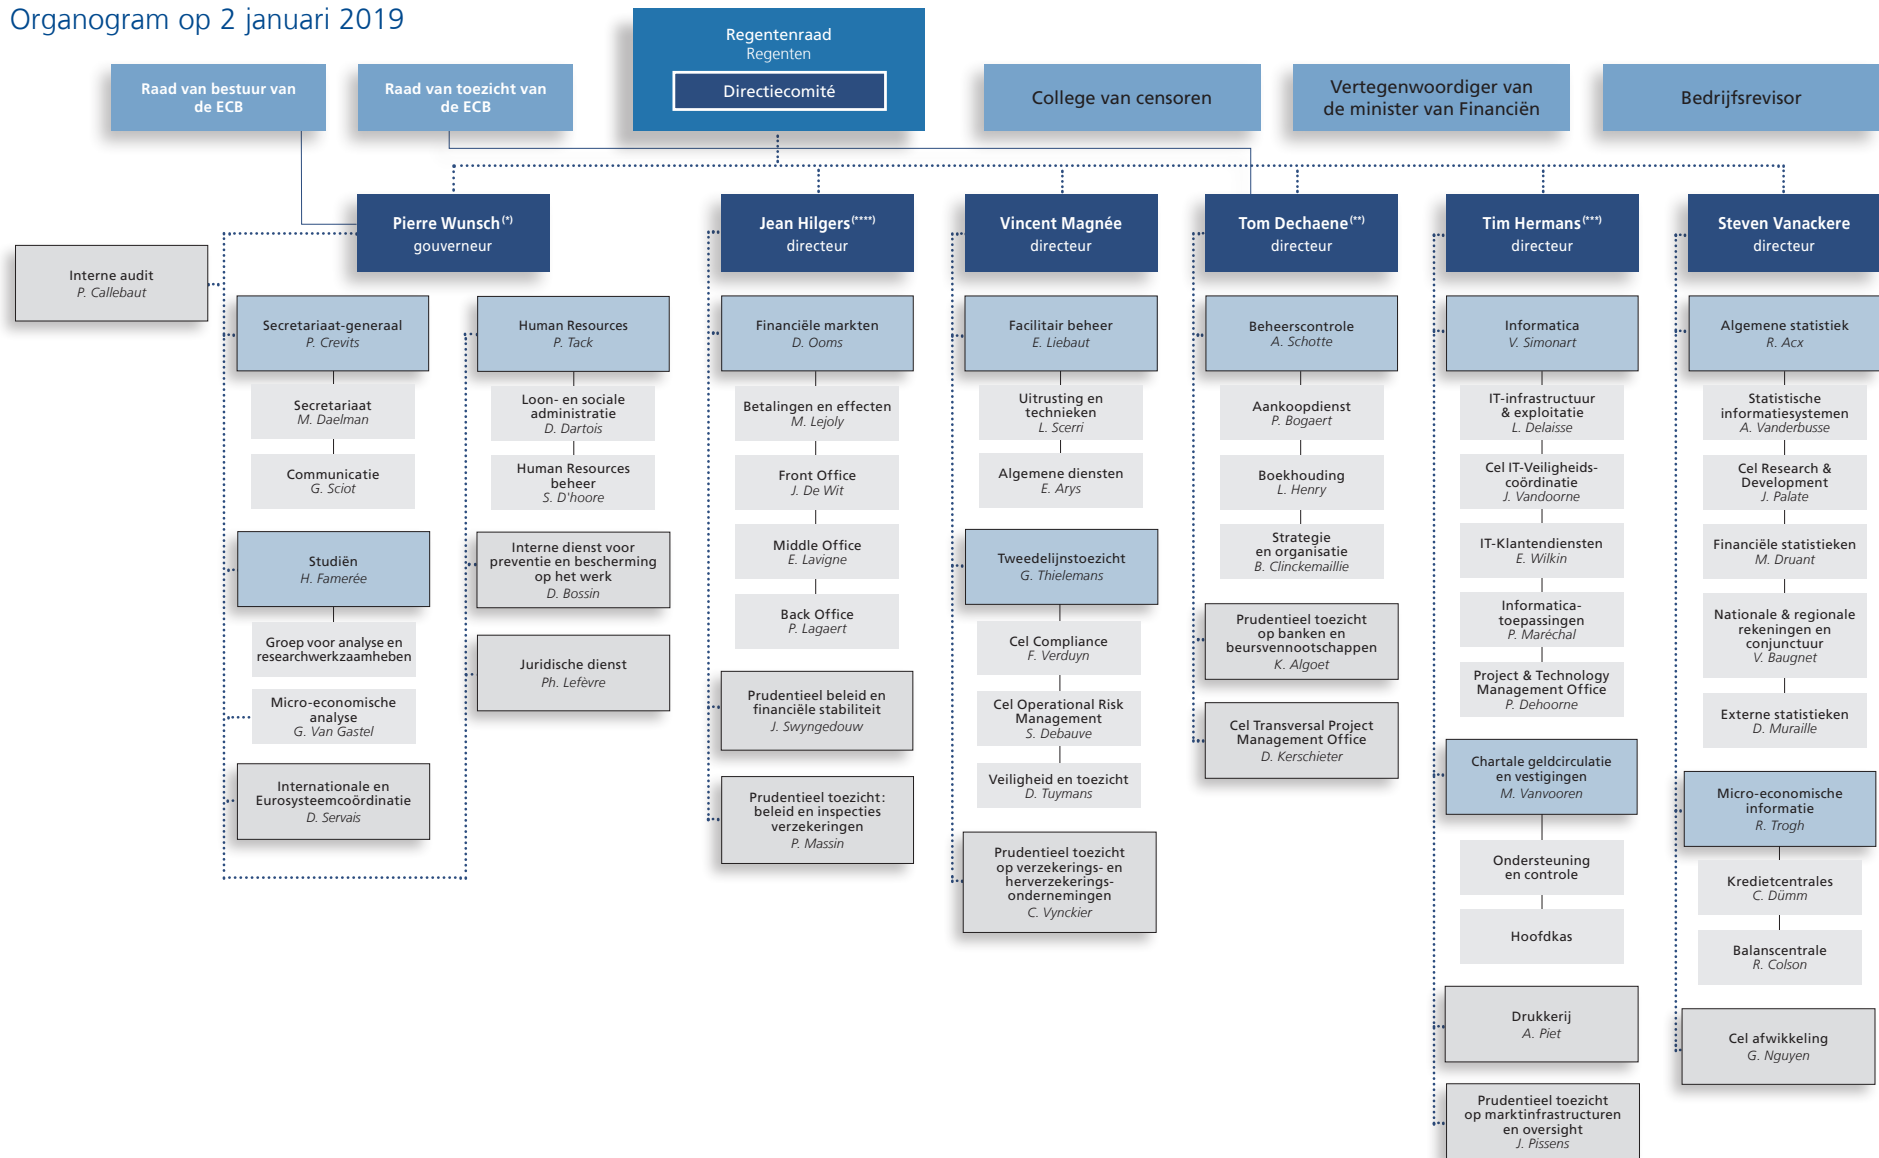 Organogram op 2 januari 2019
Regentenraad
Regenten
Directiecomité
Raad van bestuur van
de ECB
Raad van toezicht van
de ECB
College van censoren
Vertegenwoordiger van
de minister van Financiën
Bedrijfsrevisor
Pierre Wunsch (*)
gouverneur
Jean Hilgers (****)
directeur
Vincent Magnée
directeur
Tom Dechaene (**)
directeur
Tim Hermans (***)
directeur
Steven Vanackere
directeur
Interne audit
P. Callebaut
Secretariaat-generaal
P. Crevits
Secretariaat
M. Daelman
Communicatie
G. Sciot
Studiën
H. Famerée
Groep voor analyse en
researchwerkzaamheben
Micro-economische
analyse
G. Van Gastel
Internationale en
Eurosysteemcoördinatie
D. Servais
Human Resources
P. Tack
Loon- en sociale
administratie
D. Dartois
Human Resources
beheer
S. D'hoore
Interne dienst voor
preventie en bescherming
op het werk
D. Bossin
Juridische dienst
Ph. Lefèvre
Financiële markten
D. Ooms
Betalingen en effecten
M. Lejoly
Front Office
J. De Wit
Middle Office
E. Lavigne
Back Office
P. Lagaert
Prudentieel beleid en
financiële stabiliteit
J. Swyngedouw
Prudentieel toezicht:
beleid en inspecties
verzekeringen
P. Massin
Facilitair beheer
E. Liebaut
Uitrusting en
technieken
L. Scerri
Algemene diensten
E. Arys
Tweedelijnstoezicht
G. Thielemans
Cel Compliance
F. Verduyn
Cel Operational Risk
Management
S. Debauve
Veiligheid en toezicht
D. Tuymans
Prudentieel toezicht
op verzekerings- en
herverzekerings-
ondernemingen
C. Vynckier
Beheerscontrole
A. Schotte
Aankoopdienst
P. Bogaert
Boekhouding
L. Henry
Strategie
en organisatie
B. Clinckemaillie
Prudentieel toezicht
op banken en
beursvennootschappen
K. Algoet
Cel Transversal Project
Management Office
D. Kerschieter
Informatica
V. Simonart
IT-infrastructuur
& exploitatie
L. Delaisse
Cel IT-Veiligheids-
coördinatie
J. Vandoorne
IT-Klantendiensten
E. Wilkin
Informatica-
toepassingen
P. Maréchal
Project & Technology
Management Office
P. Dehoorne
Chartale geldcirculatie
en vestigingen
M. Vanvooren
Ondersteuning
en controle
Hoofdkas
Drukkerij
A. Piet
Prudentieel toezicht
op marktinfrastructuren
en oversight
J. Pissens
Algemene statistiek
R. Acx
Statistische
informatiesystemen
A. Vanderbusse
Cel Research &
Development
J. Palate
Financiële statistieken
M. Druant
Nationale & regionale
rekeningen en
conjunctuur
V. Baugnet
Externe statistieken
D. Muraille
Micro-economische
informatie
R. Trogh
Kredietcentrales
C. Dümm
Balanscentrale
R. Colson
Cel afwikkeling
G. Nguyen